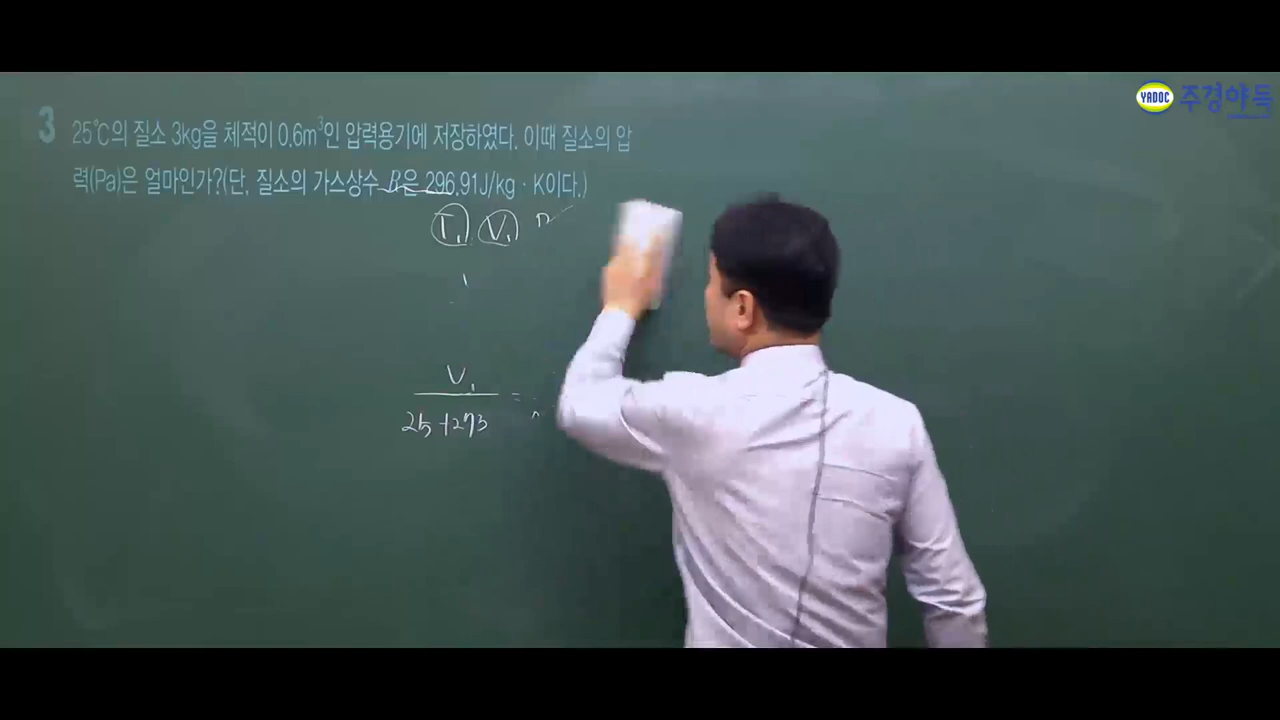 YADOC 주경야독
3 25℃의 질소 3kg을 체적이 0.6m³인 압력용기에 저장하였다. 이때 질소의 압
력(Pa)은 얼마인가?(단, 질소의 가스상수 R은 296.91J/kg · K이다.)
T₁ V₁
V₁
25+273 =